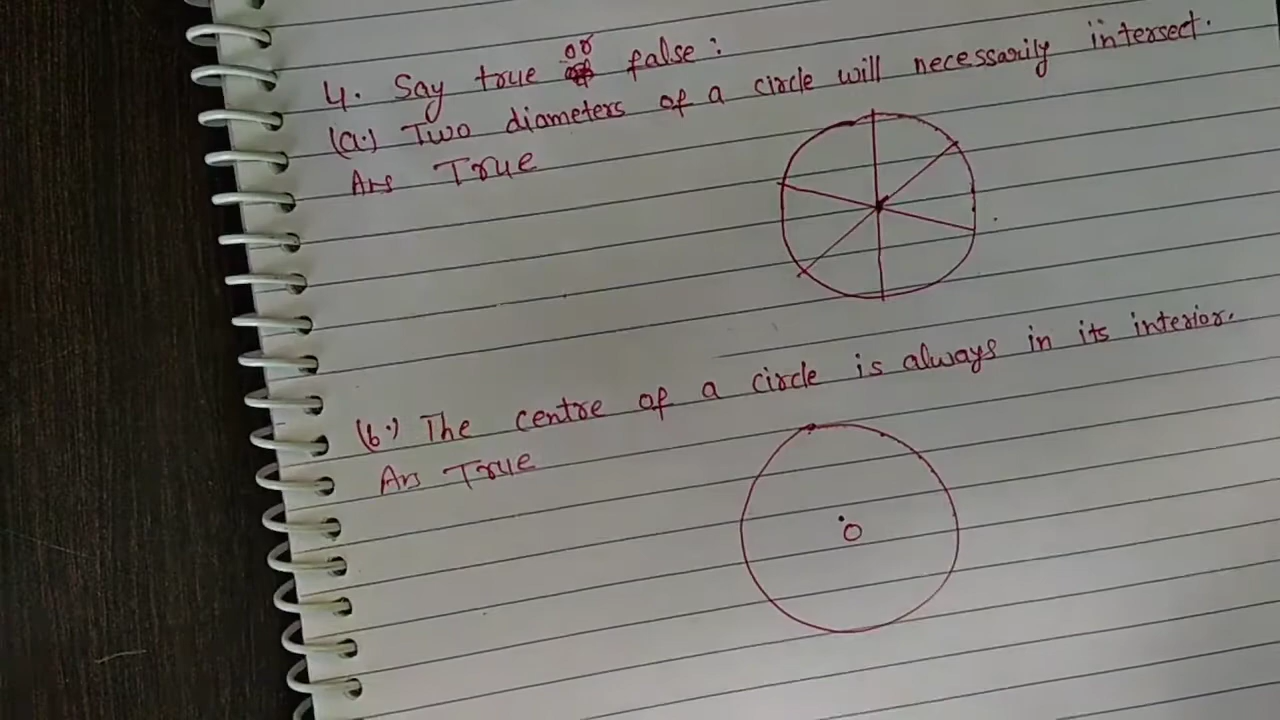 4. Say true or false:
(a.) Two diameters of a circle will necessarily intersect.
Ans True
(b.) The centre of a circle is always in its interior.
Ans True
O